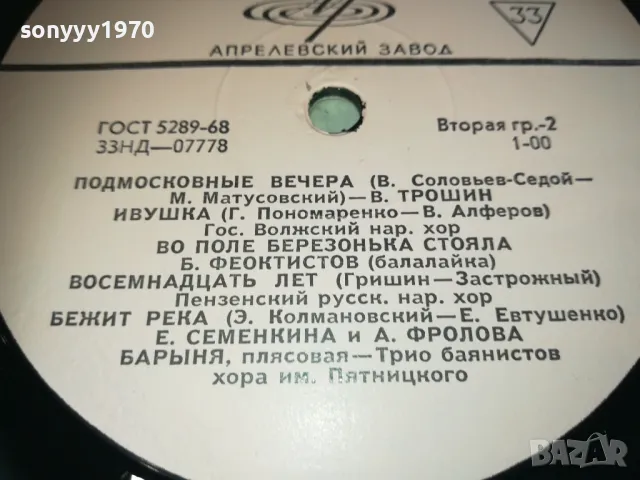 sonyyy1970
33
АПРЕЛЕВСКИЙ ЗАВОД
ГОСТ 5289-68
33НД—07778
Вторая гр.-2
1-00
ПОДМОСКОВНЫЕ ВЕЧЕРА (В. Соловьев-Седой—
М. Матусовский)—В. ТРОШИН
ИВУШКА (Г. Пономаренко—В. Алферов)
Гос. Волжский нар. хор
ВО ПОЛЕ БЕРЕЗОНЬКА СТОЯЛА
Б. ФЕОКТИСТОВ (балалайка)
ВОСЕМНАДЦАТЬ ЛЕТ (Гришин—Застрожный)
Пензенский русск. нар. хор
БЕЖИТ РЕКА (Э. Колмановский—Е. Евтушенко)
Е. СЕМЕНКИНА и А. ФРОЛОВА
БАРЫНЯ, плясовая—Трио баянистов
хора им. Пятницкого
BAZAR